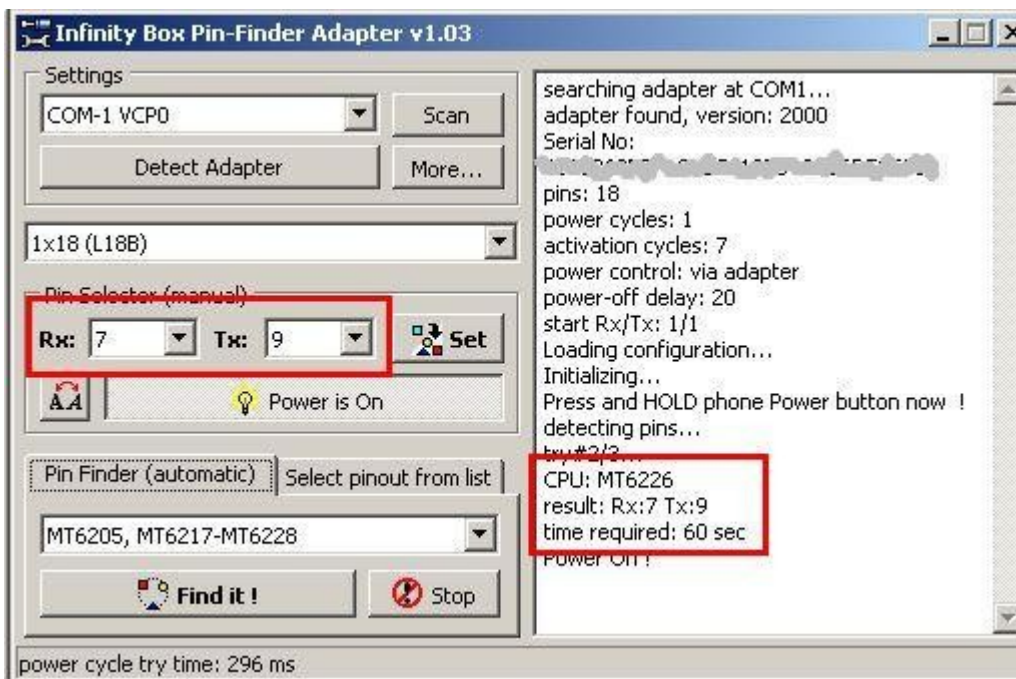 Infinity Box Pin-Finder Adapter v1.03
Settings
COM-1 VCP0
Scan
Detect Adapter
More...
1x18 (L18B)
Pin Selector (manual)
Rx: 7 Tx: 9 Set
AA Power is On
Pin Finder (automatic) Select pinout from list
MT6205, MT6217-MT6228
Find it ! Stop
searching adapter at COM1...
adapter found, version: 2000
Serial No:
pins: 18
power cycles: 1
activation cycles: 7
power control: via adapter
power-off delay: 20
start Rx/Tx: 1/1
Loading configuration...
Initializing...
Press and HOLD phone Power button now !
detecting pins...
try#2/3...
CPU: MT6226
result: Rx:7 Tx:9
time required: 60 sec
Power Off !
power cycle try time: 296 ms